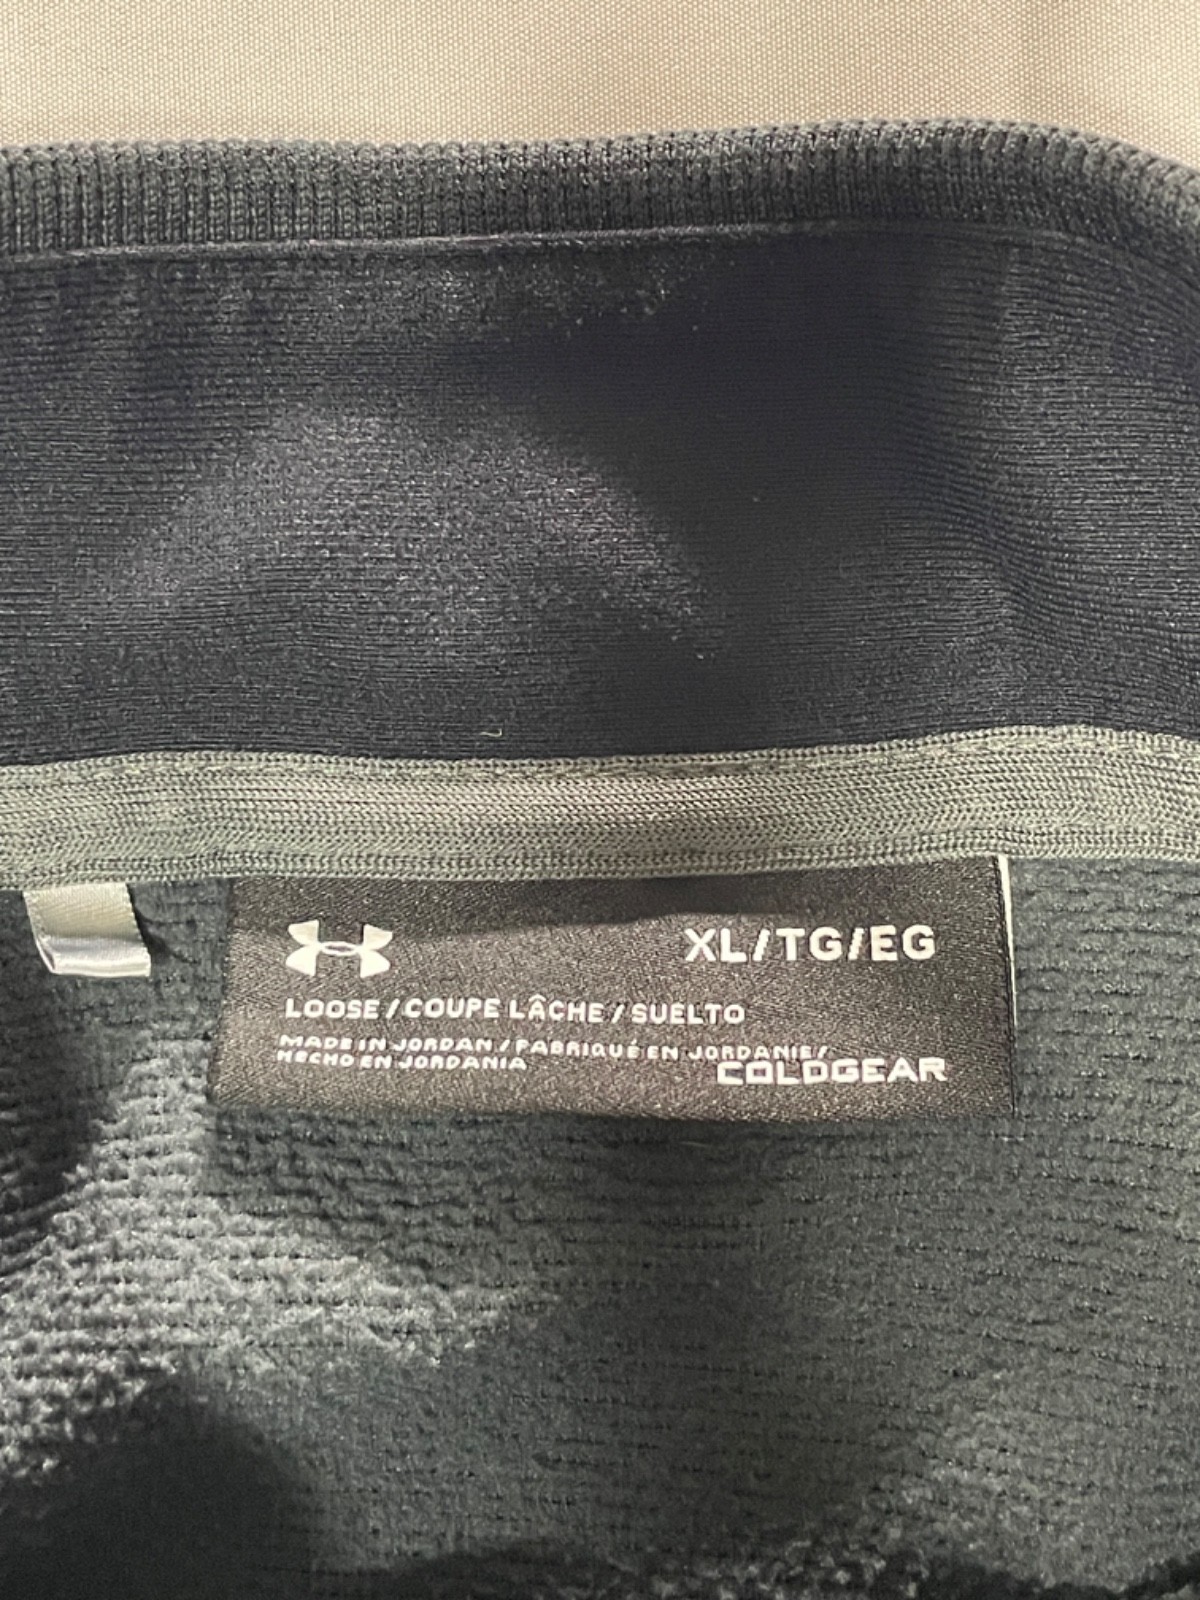 XL/TG/EG
LOOSE / COUPE LÂCHE / SUELTO
MADE IN JORDAN / FABRIQUÉ EN JORDANIE /
HECHO EN JORDANIA
COLDGEAR